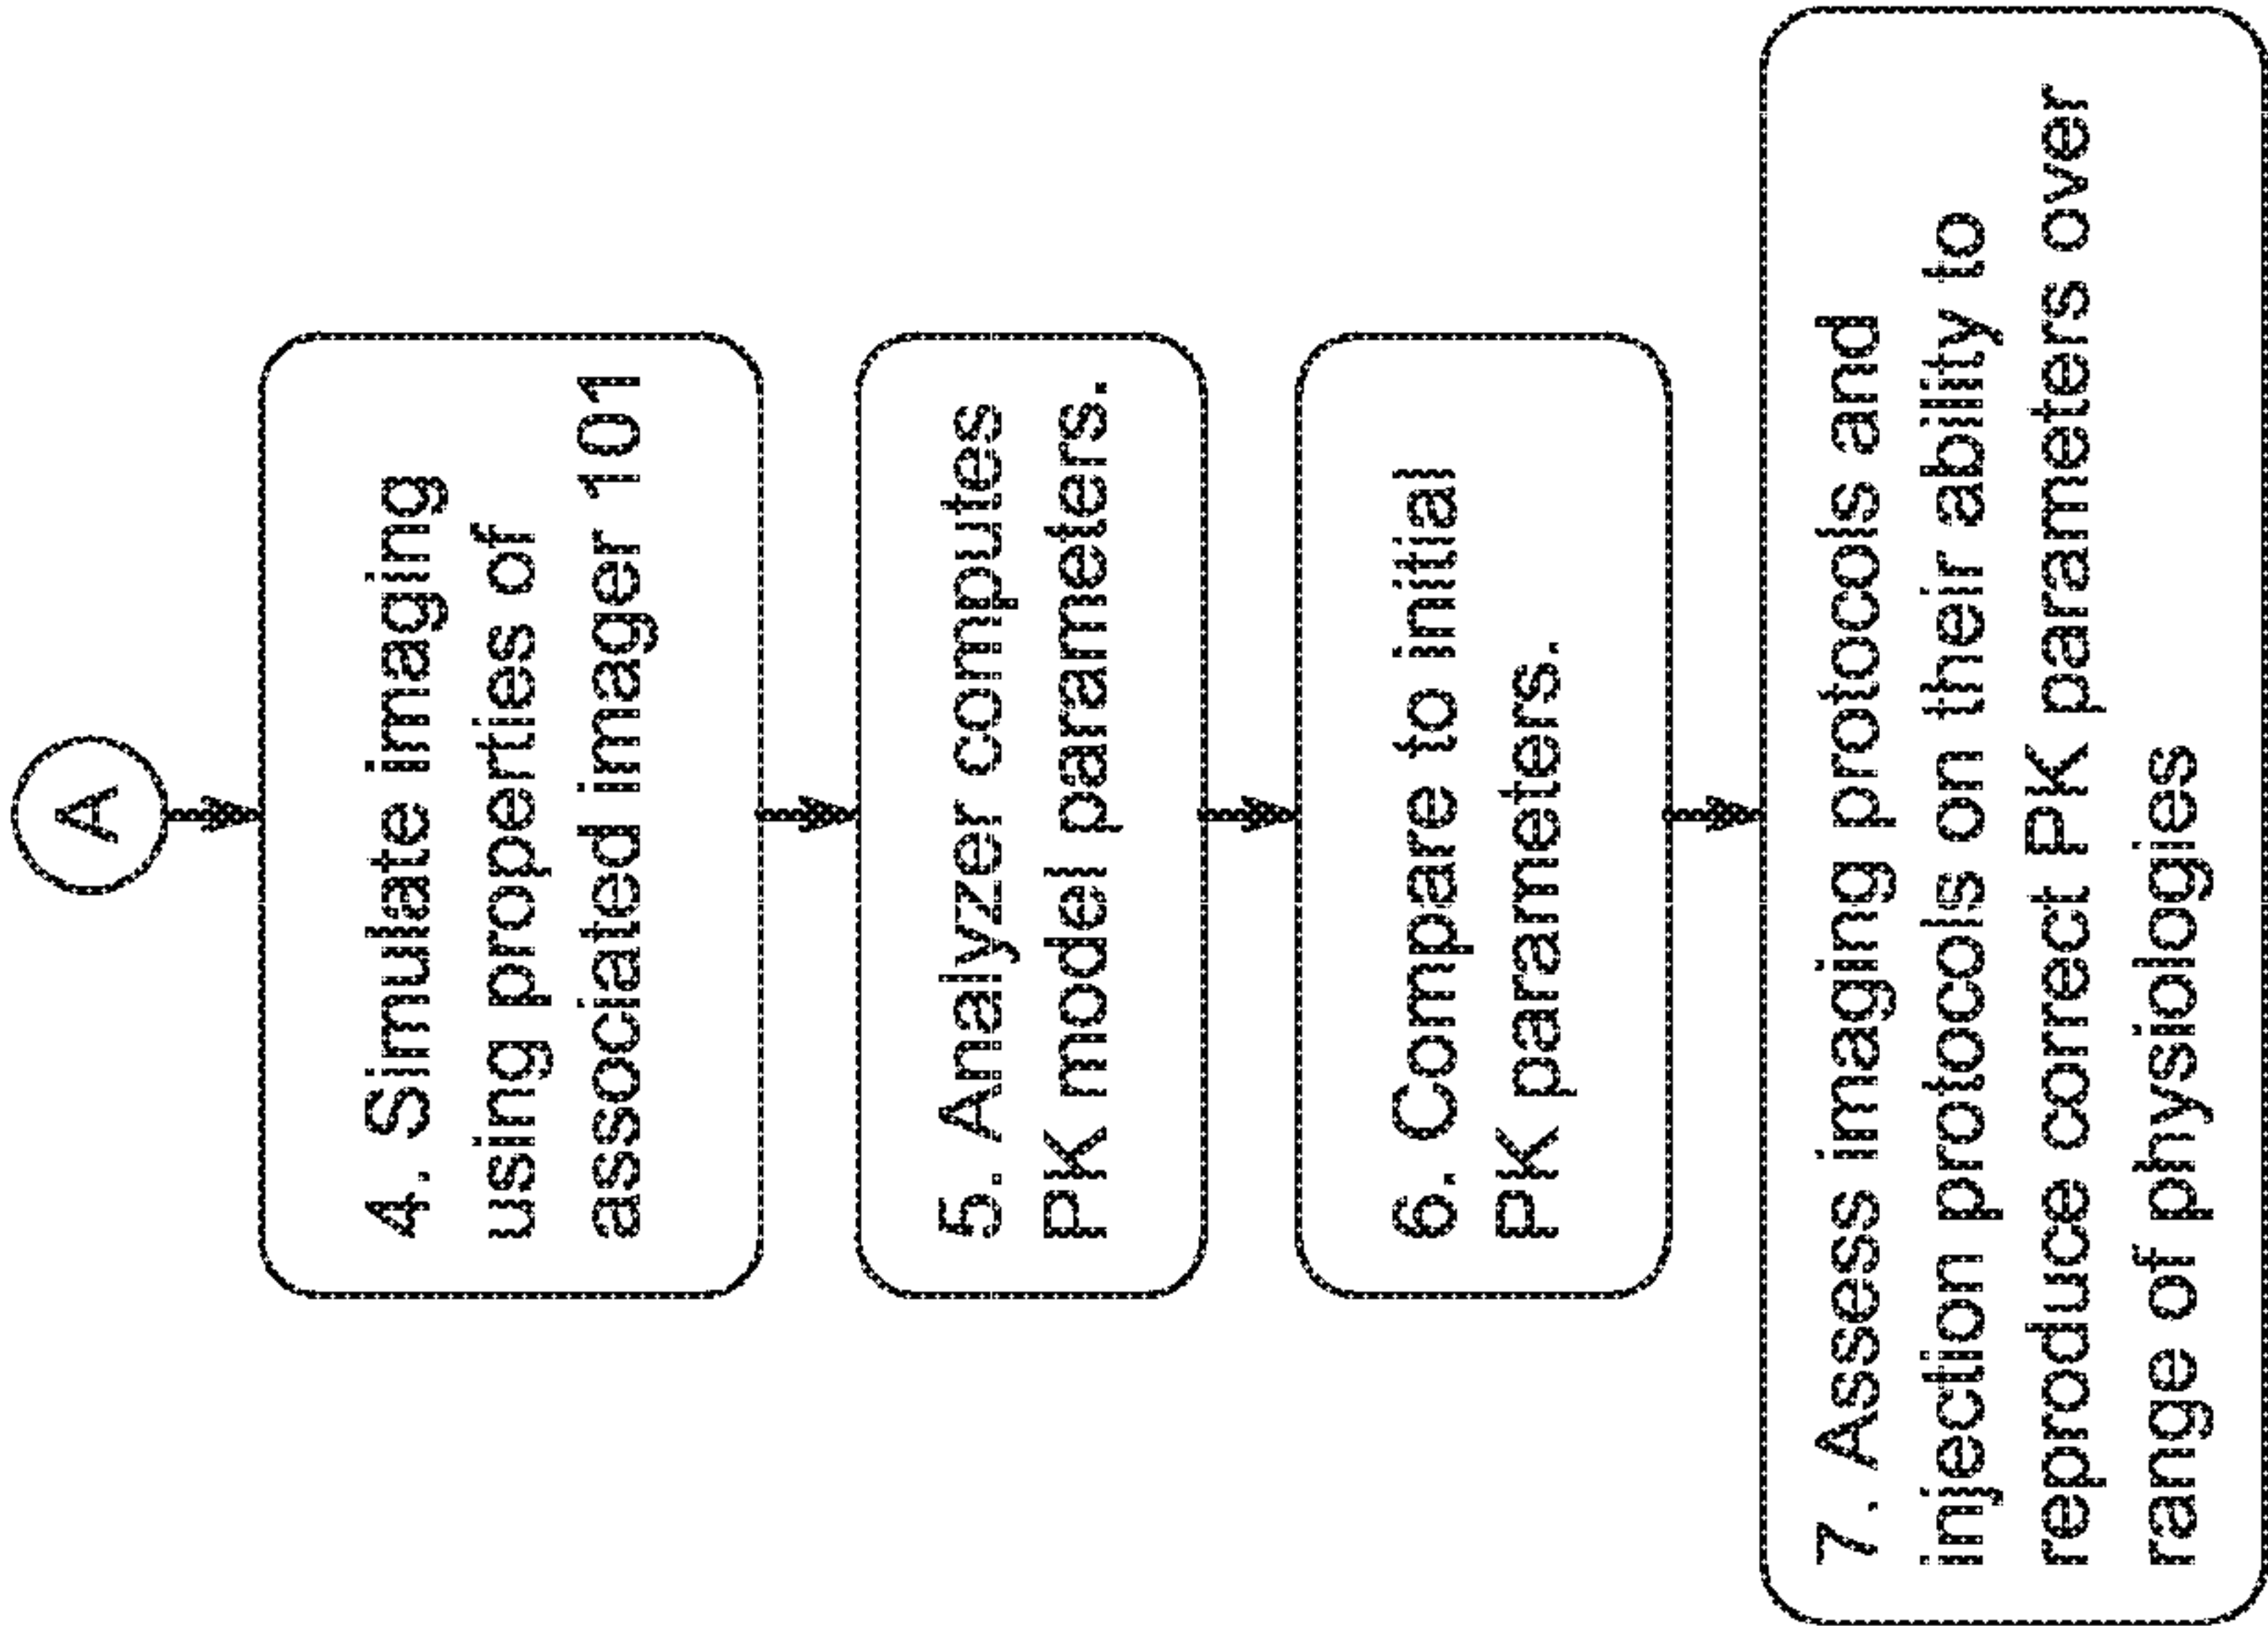 A
4. Simulate imaging
using properties of
associated imager 101
5. Analyzer computes
PK model parameters.
6. Compare to initial
PK parameters.
7. Assess imaging protocols and
injection protocols on their ability to
reproduce correct PK parameters over
range of physiologies